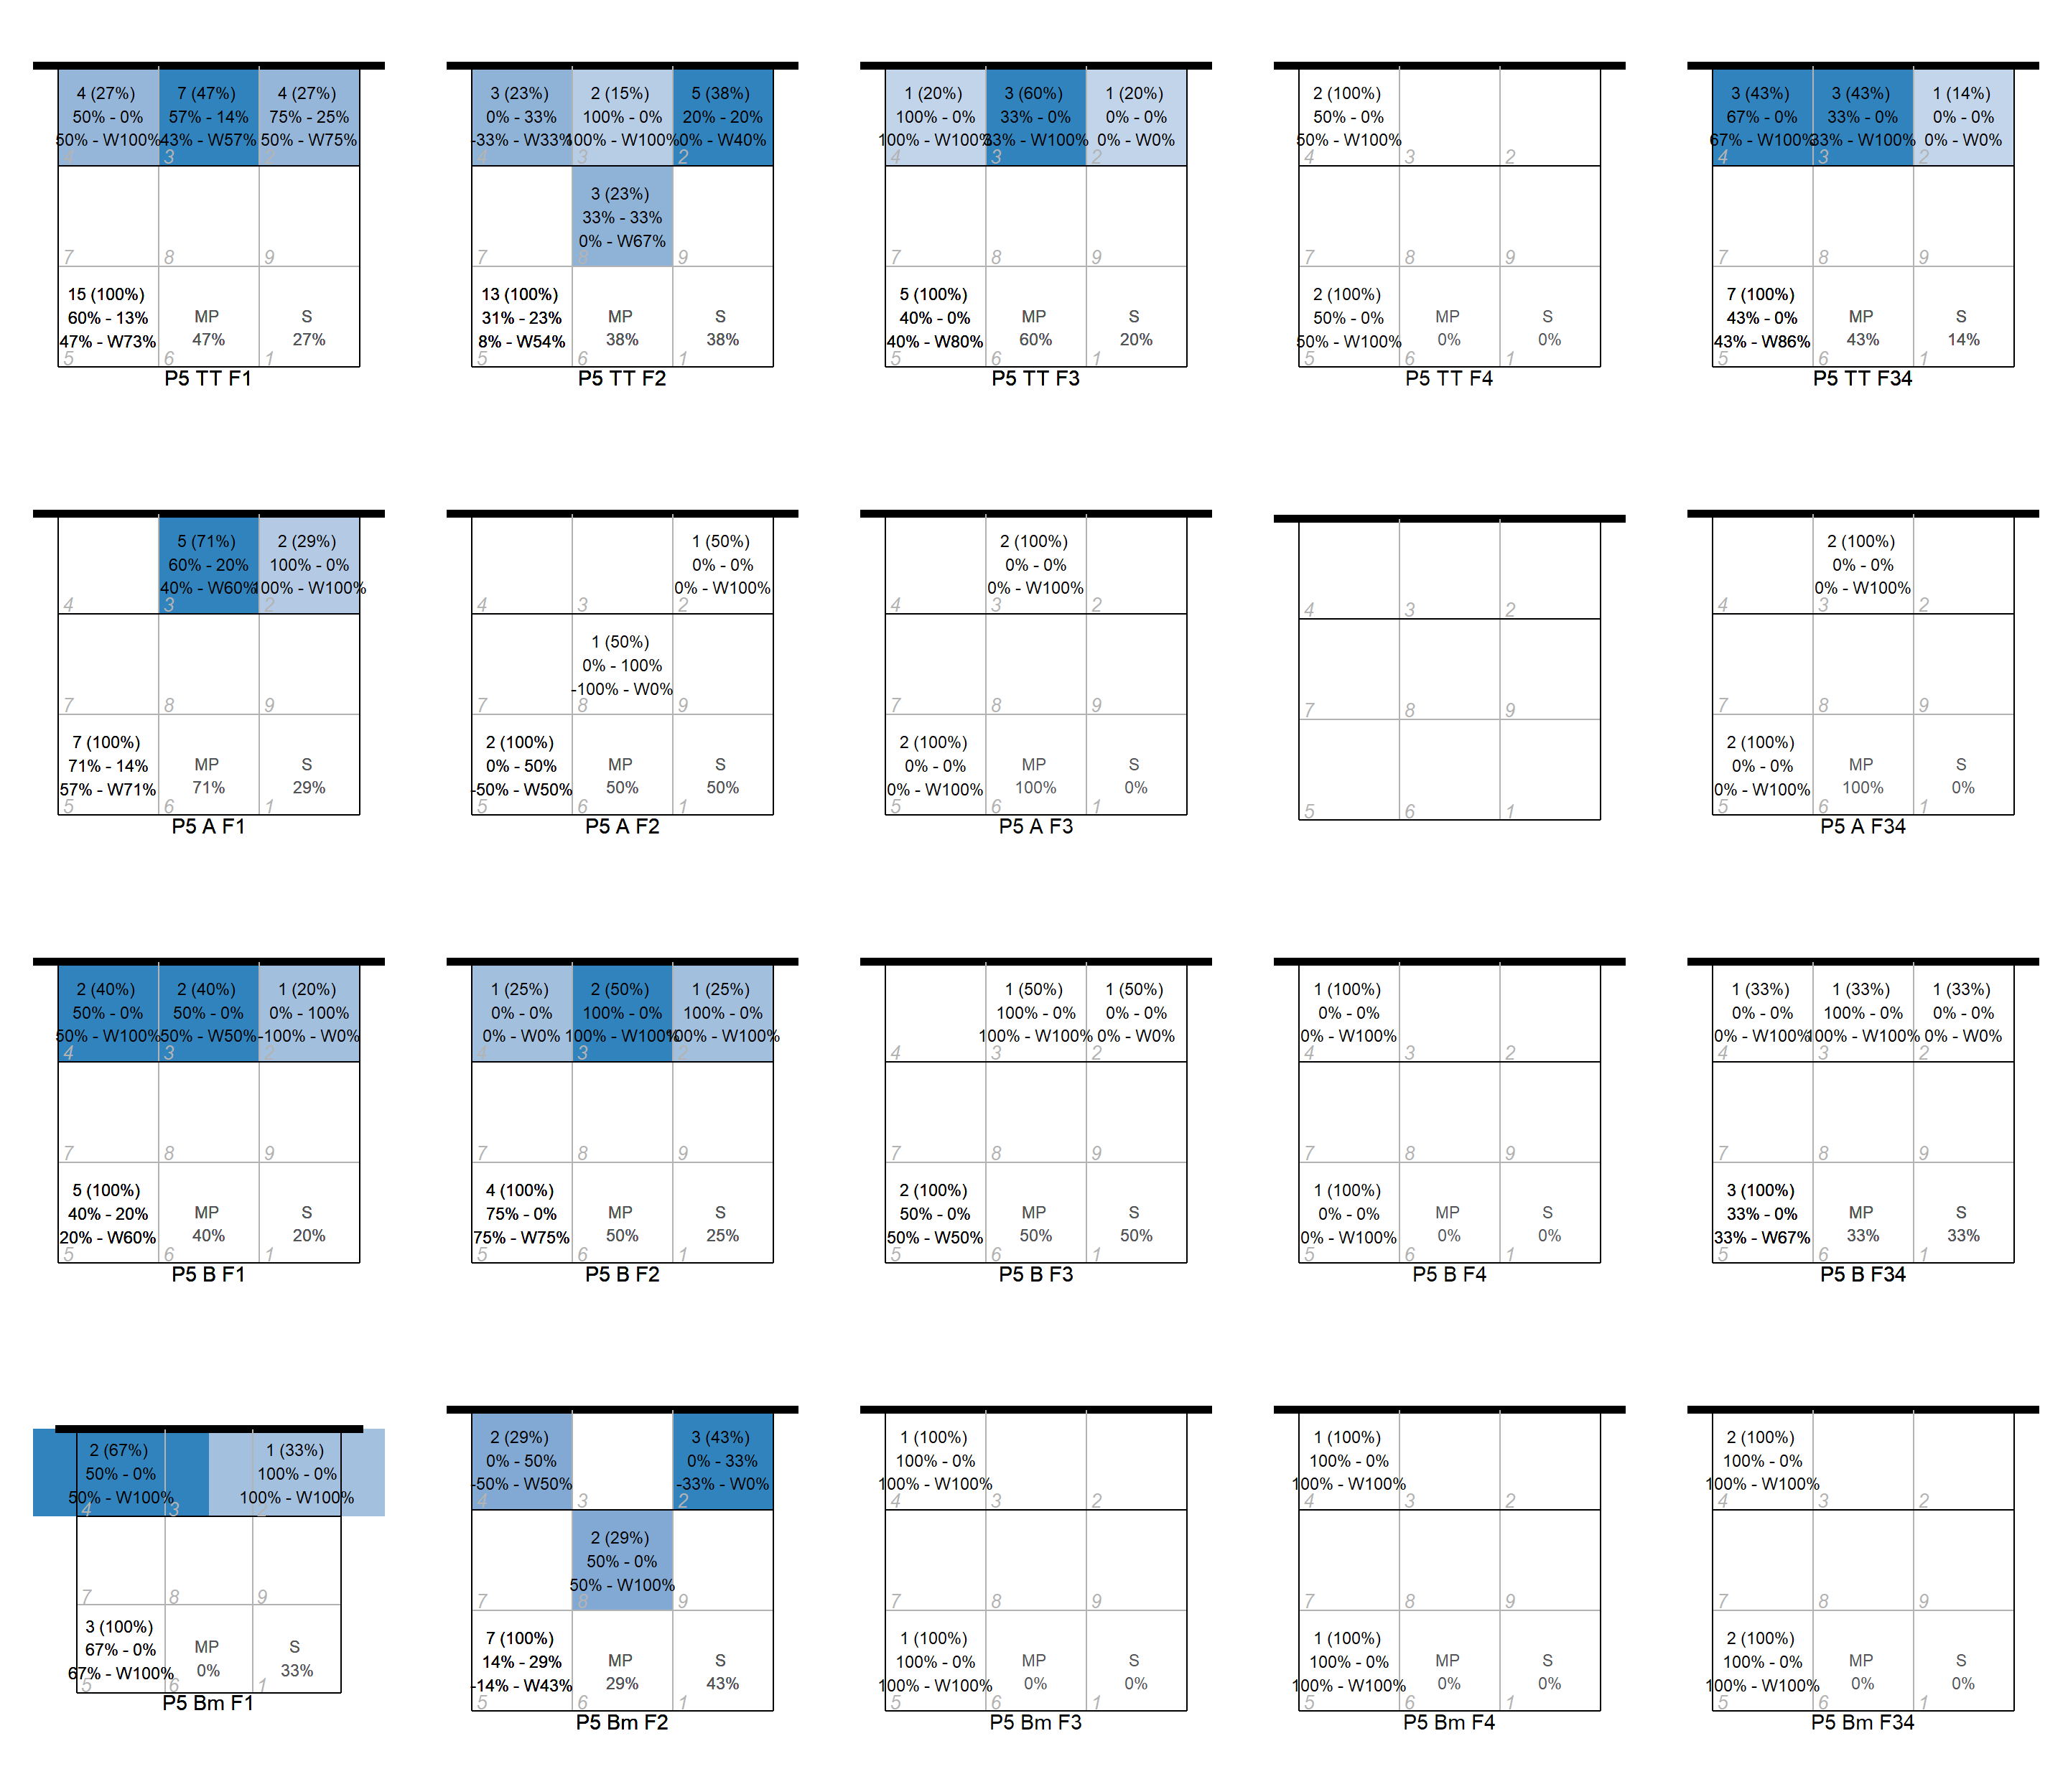 4 (27%) 7 (47%) 4 (27%)
50% - 0% 57% - 14% 75% - 25%
50% - W100% 43% - W57% 50% - W75%
4 3 2
7 8 9
15 (100%)
60% - 13% MP S
47% - W73% 47% 27%
5 6 1
P5 TT F1
3 (23%) 2 (15%) 5 (38%)
0% - 33% 100% - 0% 20% - 20%
-33% - W33% 100% - W100% 0% - W40%
4 3 2
3 (23%)
33% - 33%
0% - W67%
7 8 9
13 (100%)
31% - 23% MP S
8% - W54% 38% 38%
5 6 1
P5 TT F2
1 (20%) 3 (60%) 1 (20%)
100% - 0% 33% - 0% 0% - 0%
100% - W100% 33% - W100% 0% - W0%
4 3 2
7 8 9
5 (100%)
40% - 0% MP S
40% - W80% 60% 20%
5 6 1
P5 TT F3
2 (100%)
50% - 0%
50% - W100%
4 3 2
7 8 9
2 (100%)
50% - 0% MP S
50% - W100% 0% 0%
5 6 1
P5 TT F4
3 (43%) 3 (43%) 1 (14%)
67% - 0% 33% - 0% 0% - 0%
67% - W100% 33% - W100% 0% - W0%
4 3 2
7 8 9
7 (100%)
43% - 0% MP S
43% - W86% 43% 14%
5 6 1
P5 TT F34
5 (71%) 2 (29%)
60% - 20% 100% - 0%
40% - W60% 100% - W100%
4 3 2
7 8 9
7 (100%)
71% - 14% MP S
57% - W71% 71% 29%
5 6 1
P5 A F1
1 (50%)
0% - 0%
0% - W100%
4 3 2
1 (50%)
0% - 100%
-100% - W0%
7 8 9
2 (100%)
0% - 50% MP S
-50% - W50% 50% 50%
5 6 1
P5 A F2
2 (100%)
0% - 0%
0% - W100%
4 3 2
7 8 9
2 (100%)
0% - 0% MP S
0% - W100% 100% 0%
5 6 1
P5 A F3
4 3 2
7 8 9
5 6 1
2 (100%)
0% - 0%
0% - W100%
4 3 2
7 8 9
2 (100%)
0% - 0% MP S
0% - W100% 100% 0%
5 6 1
P5 A F34
2 (40%) 2 (40%) 1 (20%)
50% - 0% 50% - 0% 0% - 100%
50% - W100% 50% - W50% -100% - W0%
4 3 2
7 8 9
5 (100%)
40% - 20% MP S
20% - W60% 40% 20%
5 6 1
P5 B F1
1 (25%) 2 (50%) 1 (25%)
0% - 0% 100% - 0% 100% - 0%
0% - W0% 100% - W100% 100% - W100%
4 3 2
7 8 9
4 (100%)
75% - 0% MP S
75% - W75% 50% 25%
5 6 1
P5 B F2
1 (50%) 1 (50%)
100% - 0% 0% - 0%
100% - W100% 0% - W0%
4 3 2
7 8 9
2 (100%)
50% - 0% MP S
50% - W50% 50% 50%
5 6 1
P5 B F3
1 (100%)
0% - 0%
0% - W100%
4 3 2
7 8 9
1 (100%)
0% - 0% MP S
0% - W100% 0% 0%
5 6 1
P5 B F4
1 (33%) 1 (33%) 1 (33%)
0% - 0% 100% - 0% 0% - 0%
0% - W100% 100% - W100% 0% - W0%
4 3 2
7 8 9
3 (100%)
33% - 0% MP S
33% - W67% 33% 33%
5 6 1
P5 B F34
2 (67%) 1 (33%)
50% - 0% 100% - 0%
50% - W100% 100% - W100%
4 3 2
7 8 9
3 (100%)
67% - 0% MP S
67% - W100% 0% 33%
5 6 1
P5 Bm F1
2 (29%) 3 (43%)
0% - 50% 0% - 33%
-50% - W50% -33% - W0%
4 3 2
2 (29%)
50% - 0%
50% - W100%
7 8 9
7 (100%)
14% - 29% MP S
-14% - W43% 29% 43%
5 6 1
P5 Bm F2
1 (100%)
100% - 0%
100% - W100%
4 3 2
7 8 9
1 (100%)
100% - 0% MP S
100% - W100% 0% 0%
5 6 1
P5 Bm F3
1 (100%)
100% - 0%
100% - W100%
4 3 2
7 8 9
1 (100%)
100% - 0% MP S
100% - W100% 0% 0%
5 6 1
P5 Bm F4
2 (100%)
100% - 0%
100% - W100%
4 3 2
7 8 9
2 (100%)
100% - 0% MP S
100% - W100% 0% 0%
5 6 1
P5 Bm F34